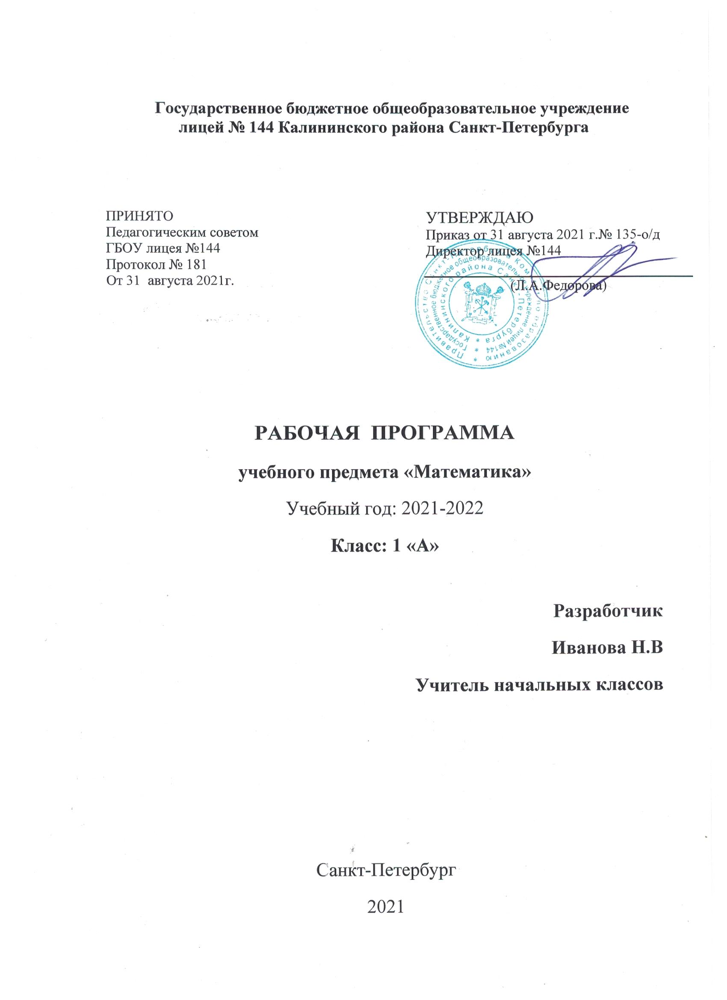 Государственное бюджетное общеобразовательное учреждение
лицей № 144 Калининского района Санкт-Петербурга
ПРИНЯТО
Педагогическим советом
ГБОУ лицея №144
Протокол № 181
От 31 августа 2021г.
УТВЕРЖДАЮ
Приказ от 31 августа 2021 г.№ 135-о/д
Директор лицея №144
(Л.А.Федорова)
Правительство Санкт-Петербурга Комитет по образованию *
Государственное бюджетное общеобразовательное учреждение лицей №144 *
Калининского района Санкт-Петербурга *
РАБОЧАЯ ПРОГРАММА
учебного предмета «Математика»
Учебный год: 2021-2022
Класс: 1 «А»
Разработчик
Иванова Н.В
Учитель начальных классов
Санкт-Петербург
2021